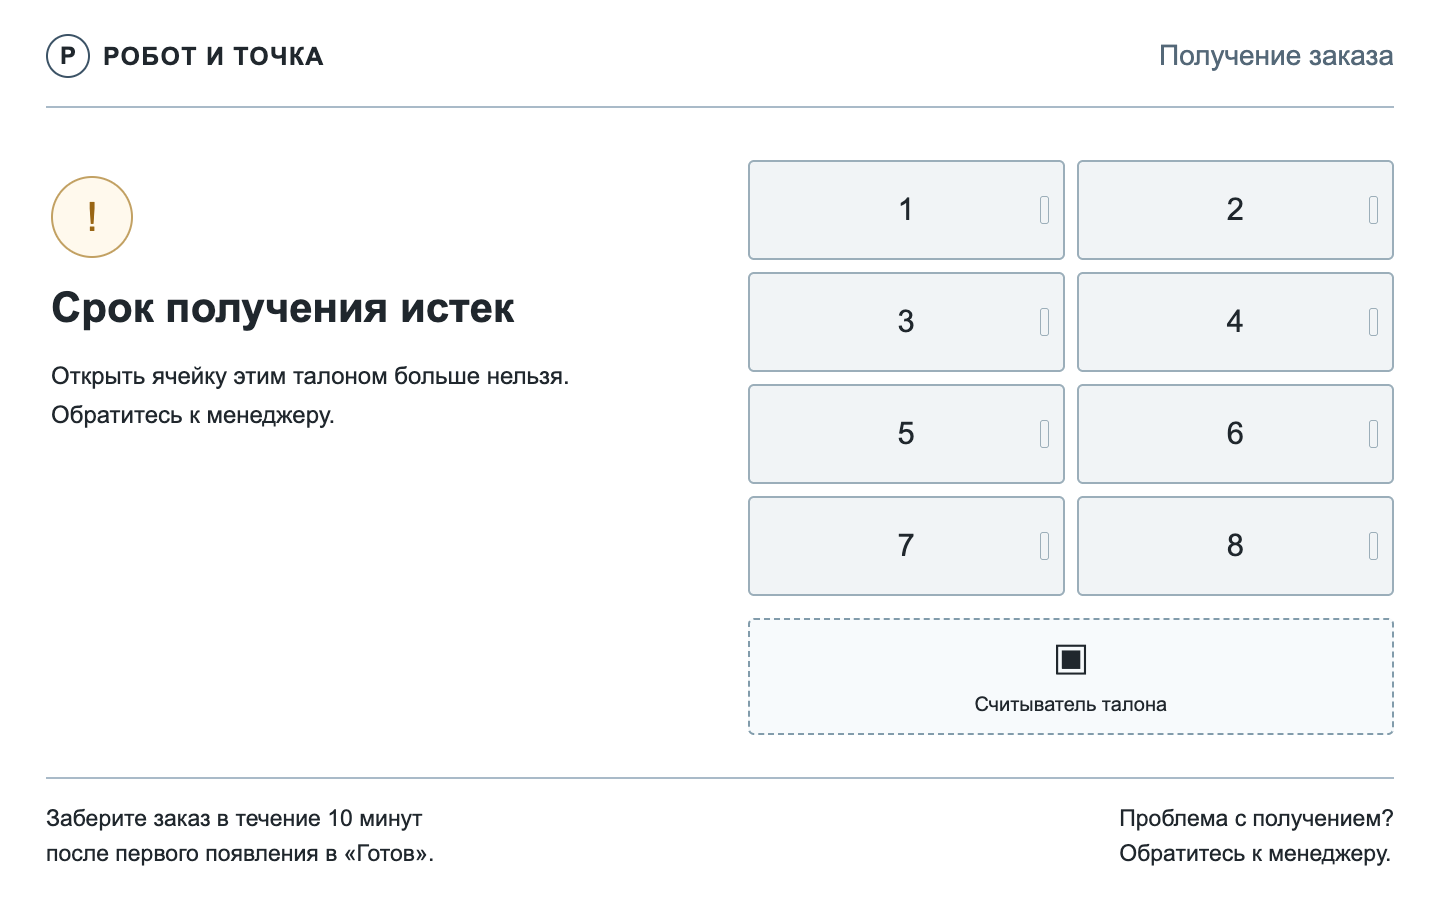 Р РОБОТ И ТОЧКА
Получение заказа
!
Срок получения истек
Открыть ячейку этим талоном больше нельзя.
Обратитесь к менеджеру.
1
2
3
4
5
6
7
8
Считыватель талона
Заберите заказ в течение 10 минут
после первого появления в «Готов».
Проблема с получением?
Обратитесь к менеджеру.